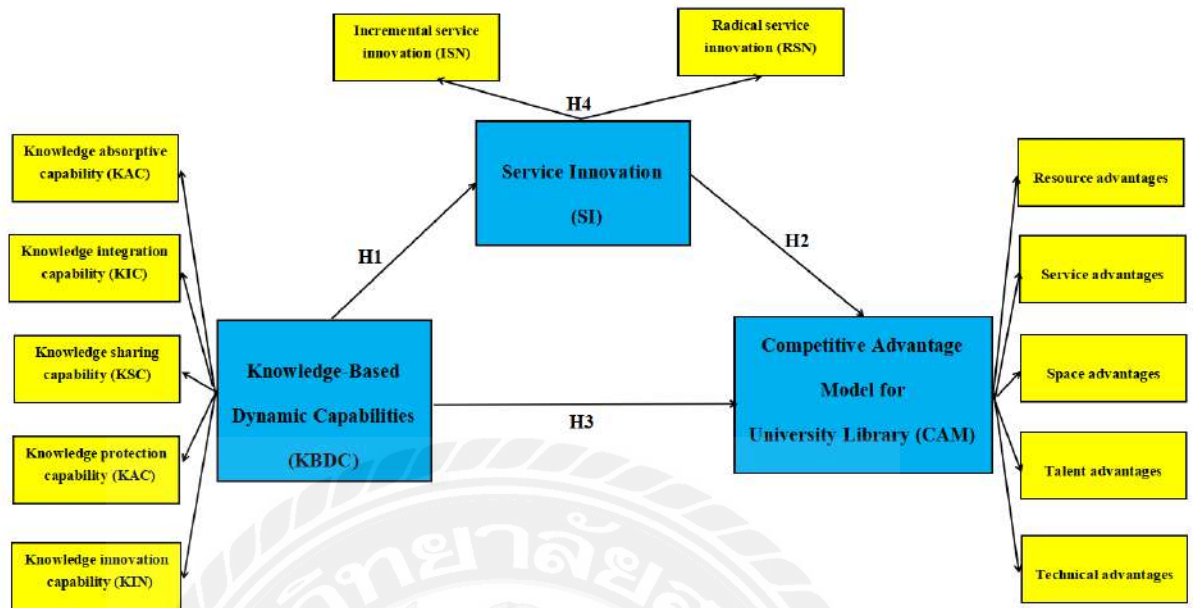 Incremental service
innovation (ISN)
Radical service
innovation (RSN)
H4
Knowledge absorptive
capability (KAC)
Service Innovation
(SI)
Resource advantages
H1
H2
Knowledge integration
capability (KIC)
Service advantages
Knowledge sharing
capability (KSC)
Knowledge-Based
Dynamic Capabilities
(KBDC)
H3
Competitive Advantage
Model for
University Library (CAM)
Space advantages
Knowledge protection
capability (KAC)
Talent advantages
Knowledge innovation
capability (KIN)
Technical advantages